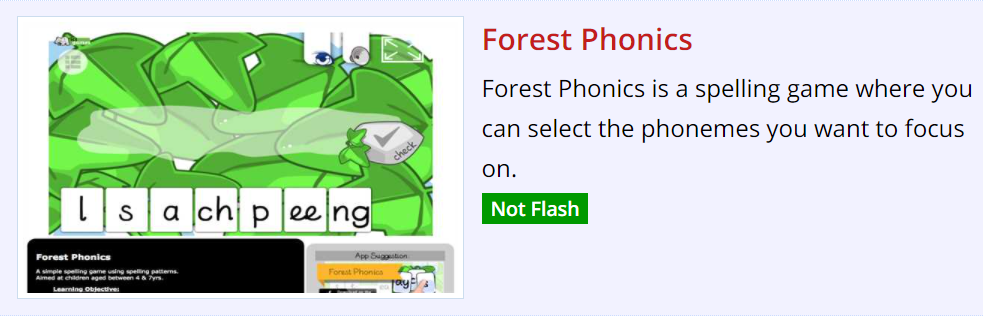 Forest Phonics
Forest Phonics is a spelling game where you
can select the phonemes you want to focus
on.
Not Flash
check
l s a ch p ee ng
Forest Phonics
A simple spelling game using spelling patterns.
Aimed at children aged between 4 & 7yrs.
Learning Objective:
App Suggestion:
Forest Phonics
ay